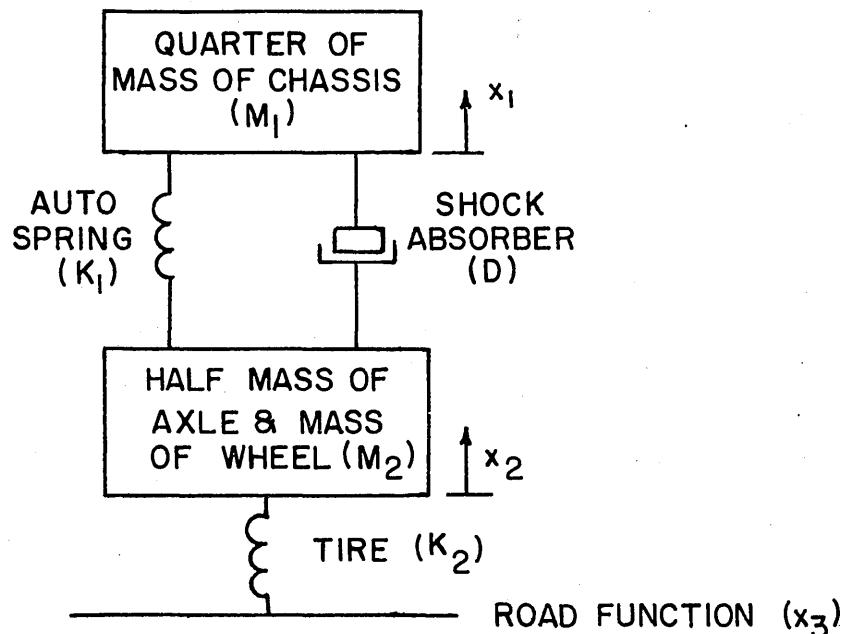 QUARTER OF
MASS OF CHASSIS
(M₁)
x₁
AUTO
SPRING
(K₁)
SHOCK
ABSORBER
(D)
HALF MASS OF
AXLE & MASS
OF WHEEL (M₂)
x₂
TIRE (K₂)
ROAD FUNCTION (x₃)